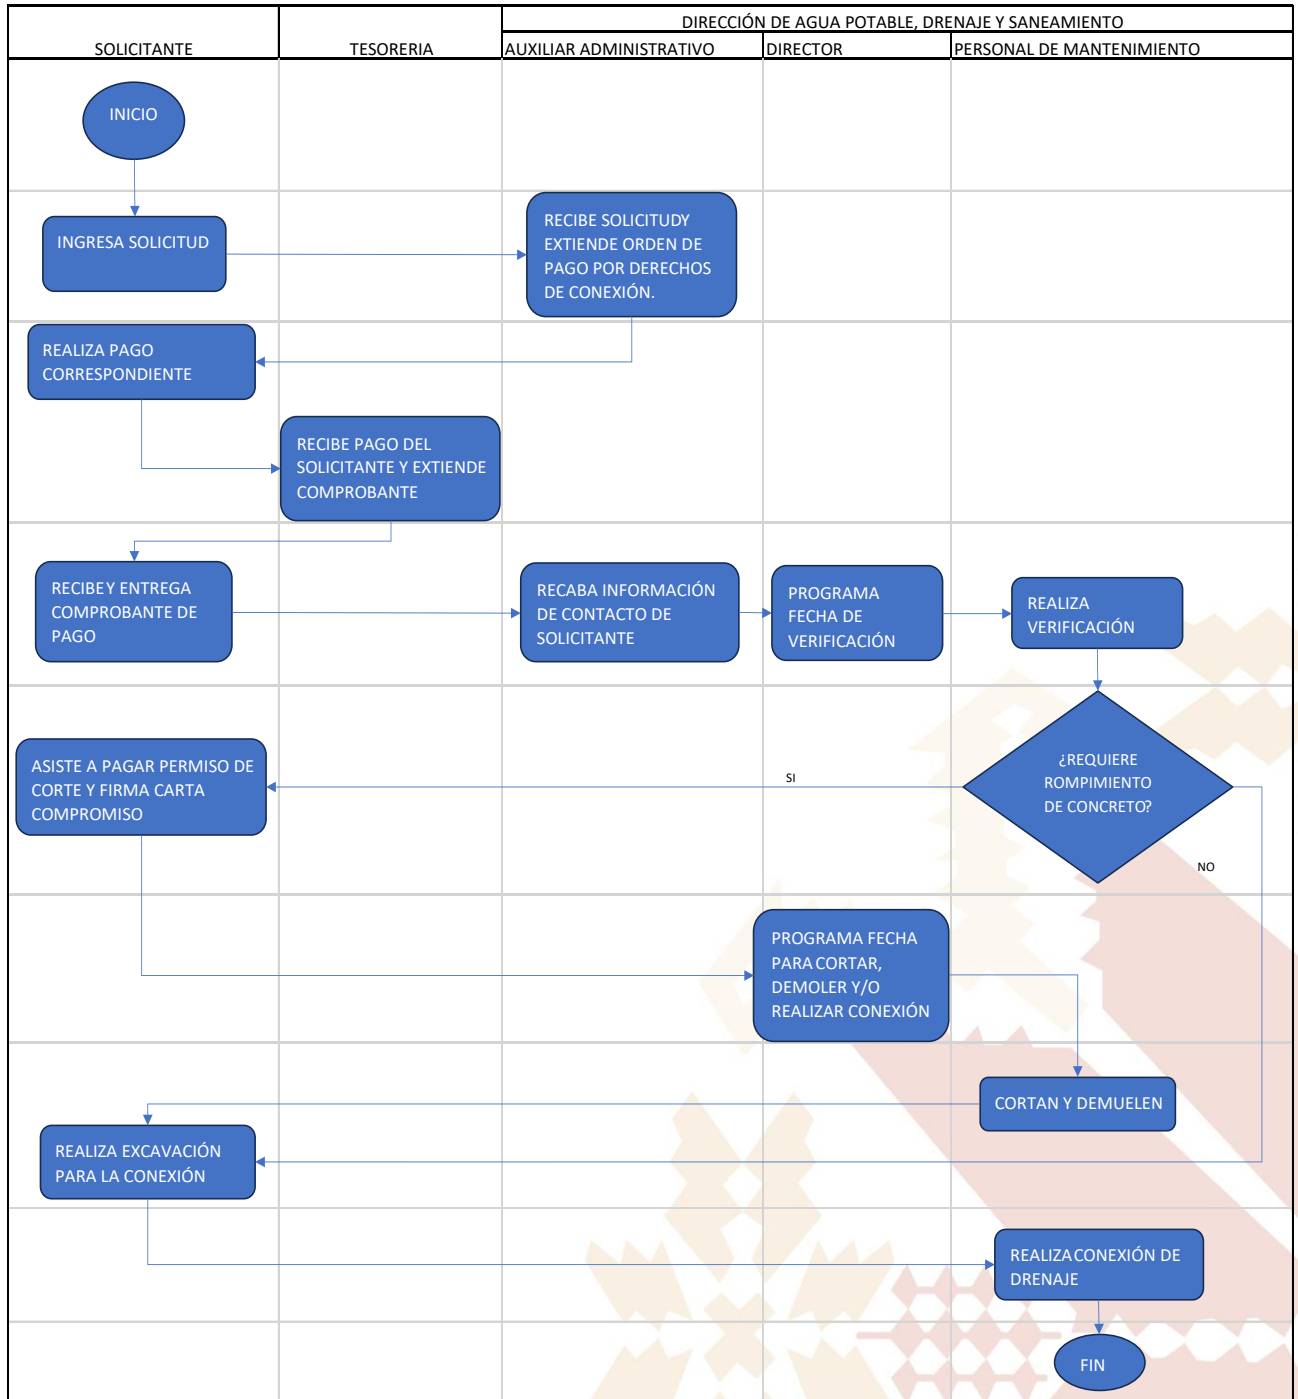 DIRECCIÓN DE AGUA POTABLE, DRENAJE Y SANEAMIENTO
SOLICITANTE
TESORERIA
AUXILIAR ADMINISTRATIVO
DIRECTOR
PERSONAL DE MANTENIMIENTO
INICIO
INGRESA SOLICITUD
RECIBE SOLICITUDY
EXTIENDE ORDEN DE
PAGO POR DERECHOS
DE CONEXIÓN.
REALIZA PAGO
CORRESPONDIENTE
RECIBE PAGO DEL
SOLICITANTE Y EXTIENDE
COMPROBANTE
RECIBE Y ENTREGA
COMPROBANTE DE
PAGO
RECABA INFORMACIÓN
DE CONTACTO DE
SOLICITANTE
PROGRAMA
FECHA DE
VERIFICACIÓN
REALIZA
VERIFICACIÓN
¿REQUIERE
ROMPIMIENTO
DE CONCRETO?
SI
NO
ASISTE A PAGAR PERMISO DE
CORTE Y FIRMA CARTA
COMPROMISO
PROGRAMA FECHA
PARA CORTAR,
DEMOLER Y/O
REALIZAR CONEXIÓN
CORTAN Y DEMUELEN
REALIZA EXCAVACIÓN
PARA LA CONEXIÓN
REALIZA CONEXIÓN DE
DRENAJE
FIN